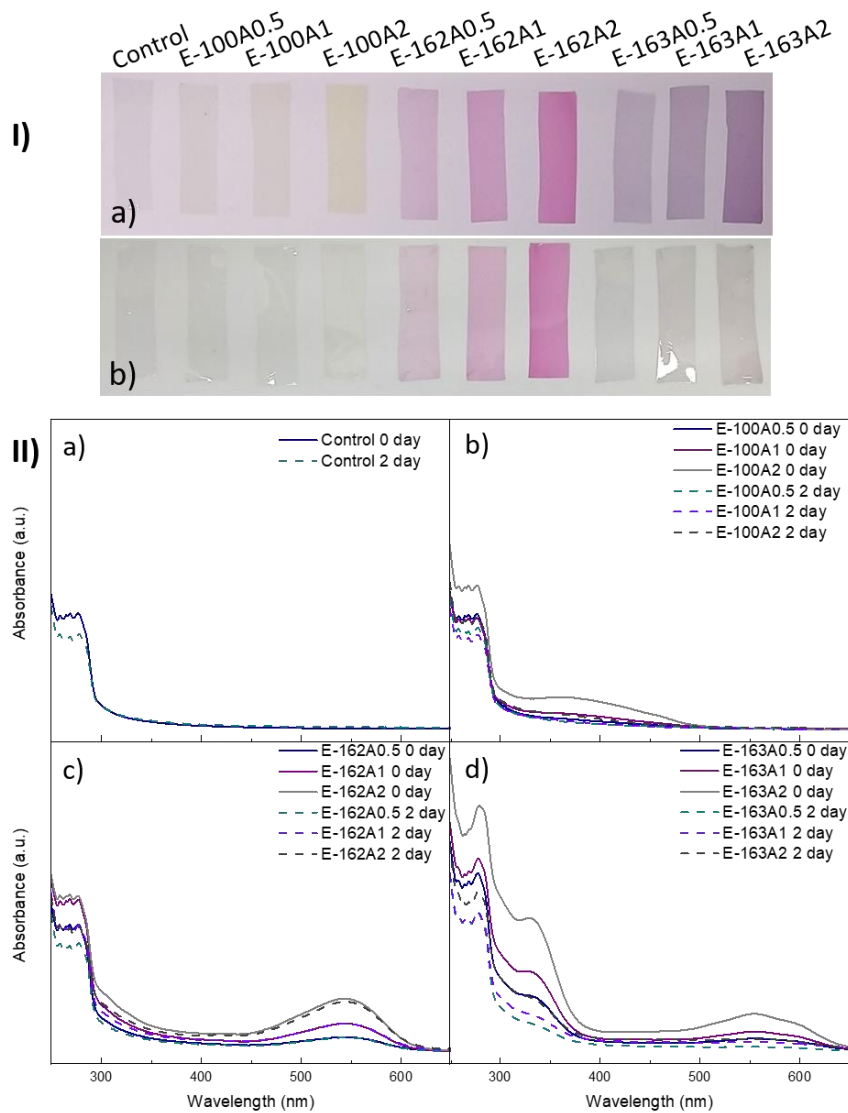 Control E-100A0.5 E-100A1 E-100A2 E-162A0.5 E-162A1 E-162A2 E-163A0.5 E-163A1 E-163A2
I)
a)
b)
II)
a)
Control 0 day
Control 2 day
Absorbance (a.u.)
b)
E-100A0.5 0 day
E-100A1 0 day
E-100A2 0 day
E-100A0.5 2 day
E-100A1 2 day
E-100A2 2 day
Absorbance (a.u.)
c)
E-162A0.5 0 day
E-162A1 0 day
E-162A2 0 day
E-162A0.5 2 day
E-162A1 2 day
E-162A2 2 day
Absorbance (a.u.)
300 400 500 600
Wavelength (nm)
d)
E-163A0.5 0 day
E-163A1 0 day
E-163A2 0 day
E-163A0.5 2 day
E-163A1 2 day
E-163A2 2 day
Absorbance (a.u.)
300 400 500 600
Wavelength (nm)